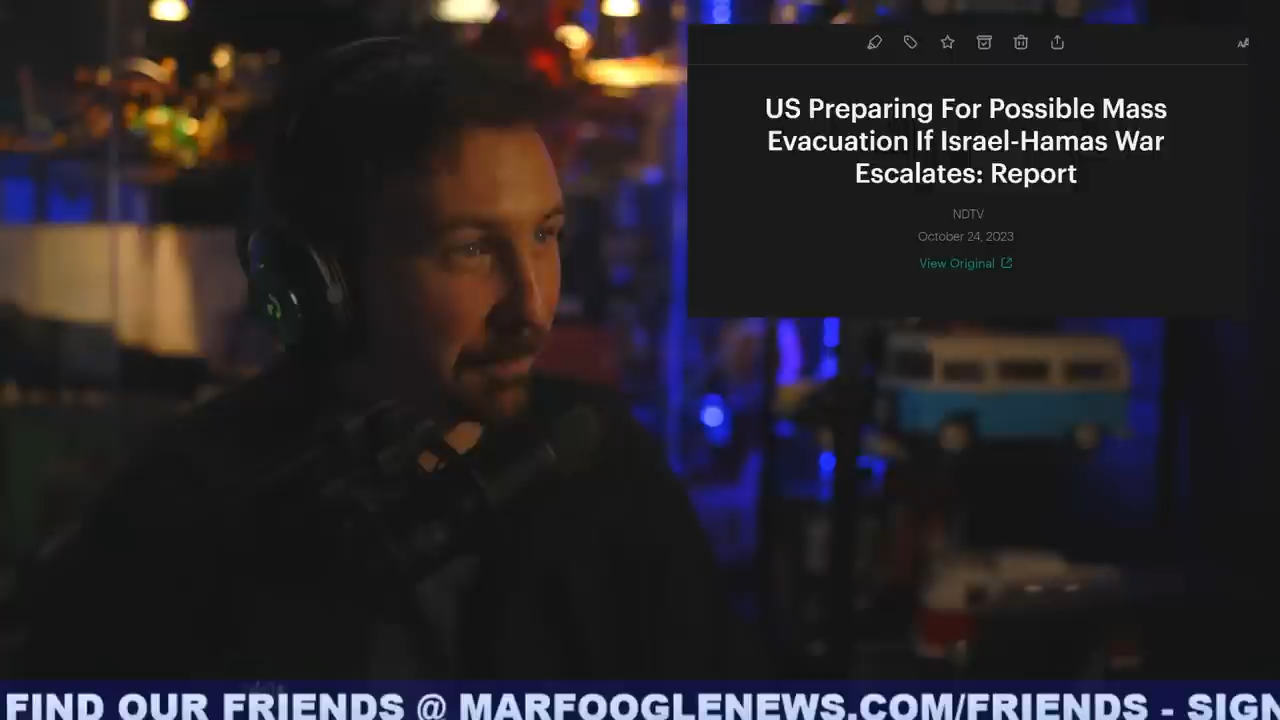 US Preparing For Possible Mass
Evacuation If Israel-Hamas War
Escalates: Report
NDTV
October 24, 2023
View Original
FIND OUR FRIENDS @ MARFOOGLENEWS.COM/FRIENDS - SIGN